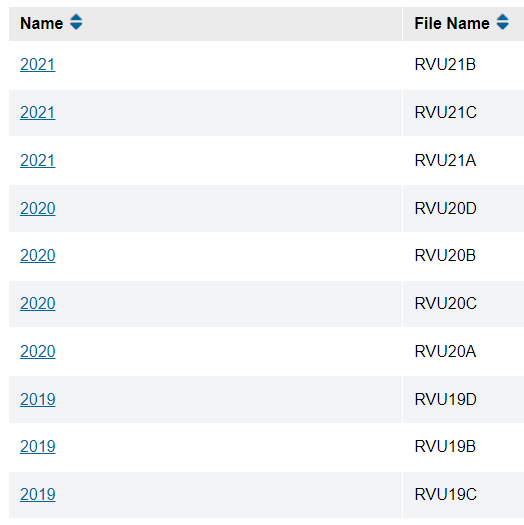 Name File Name
2021 RVU21B
2021 RVU21C
2021 RVU21A
2020 RVU20D
2020 RVU20B
2020 RVU20C
2020 RVU20A
2019 RVU19D
2019 RVU19B
2019 RVU19C